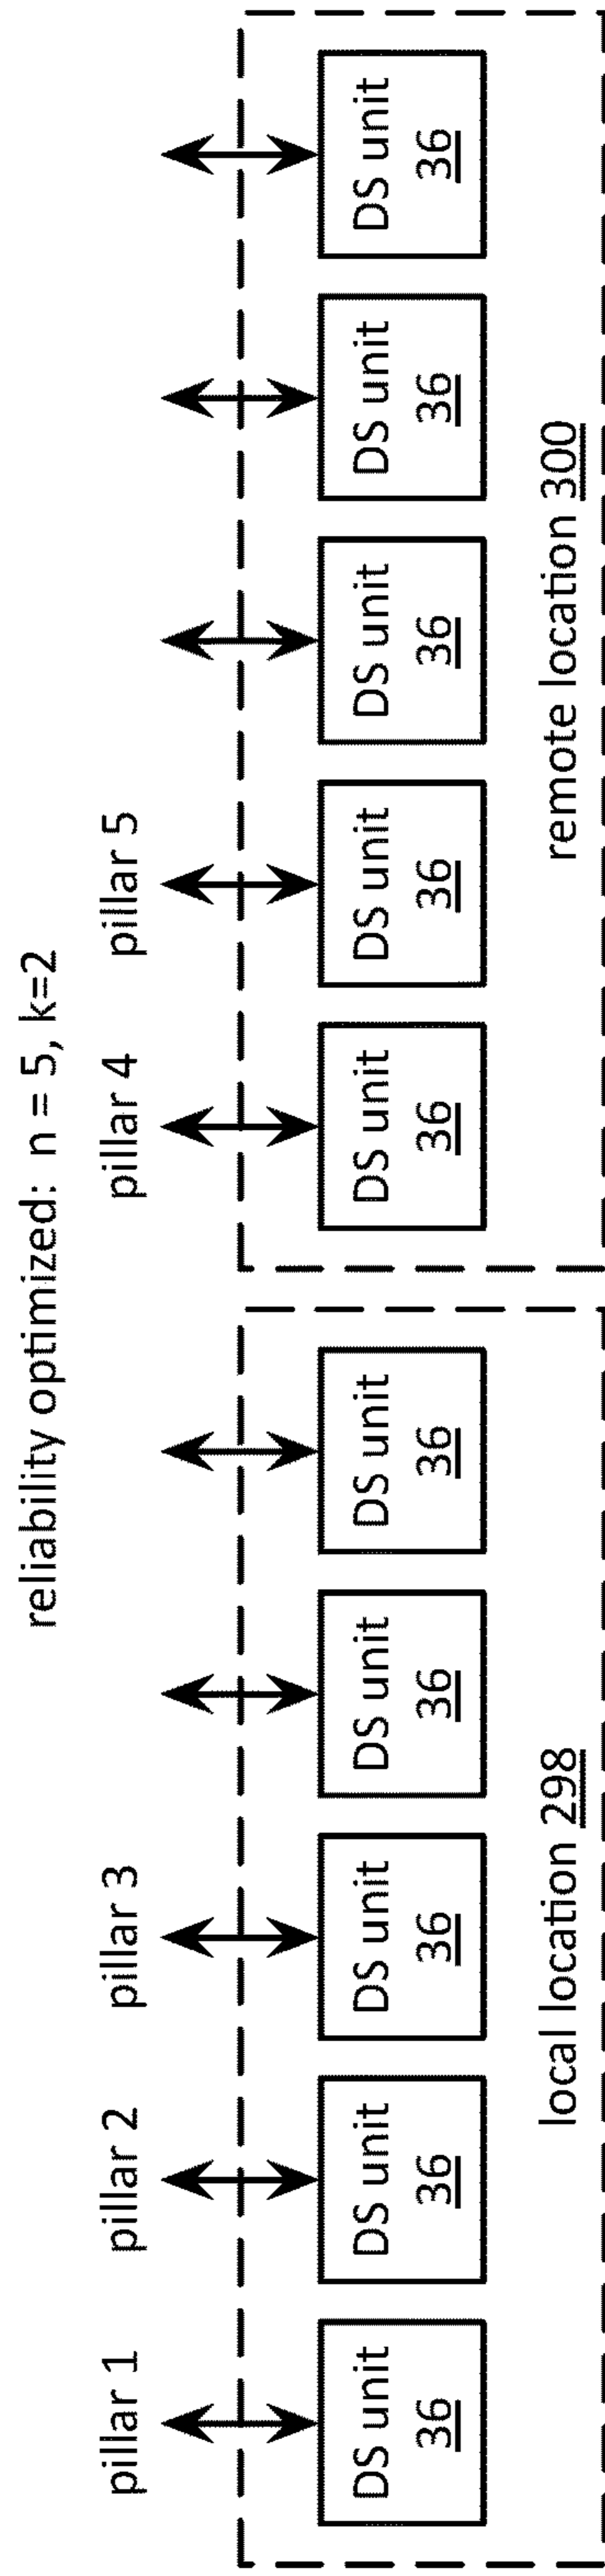 reliability optimized: n = 5, k=2
pillar 1
pillar 2
pillar 3
pillar 4
pillar 5
DS unit
36
DS unit
36
DS unit
36
DS unit
36
DS unit
36
local location 298
DS unit
36
DS unit
36
DS unit
36
DS unit
36
DS unit
36
remote location 300